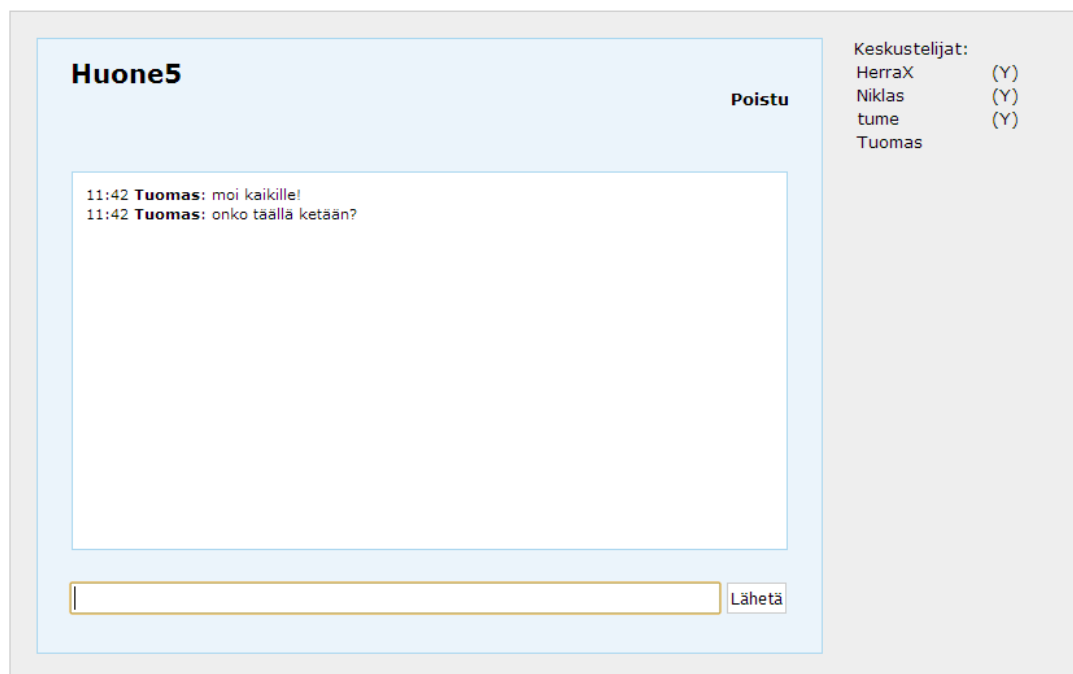 Huone5
Poistu
11:42 Tuomas: moi kaikille!
11:42 Tuomas: onko täällä ketään?
Lähetä
Keskustelijat:
HerraX (Y)
Niklas (Y)
tume (Y)
Tuomas